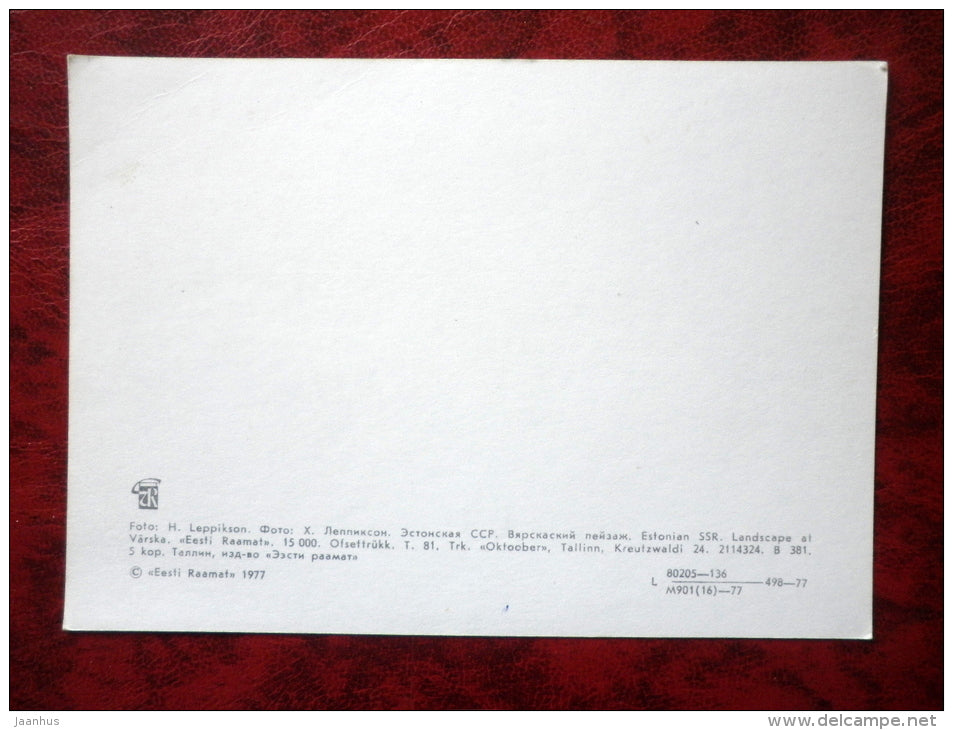 Foto: H. Leppikson. Фото: Х. Леппиксон. Эстонская ССР. Вярскаский пейзаж. Estonian SSR. Landscape at
Värska. «Eesti Raamat». 15 000. Ofsettrükk. T. 81. Trk. «Oktoober», Tallinn, Kreutzwaldi 24. 2114324. B 381.
5 kop. Таллин, изд-во «Ээсти раамат»
© «Eesti Raamat» 1977
L 80205—136 498—77
M901(16)—77
jaanhus
www.delcampe.net